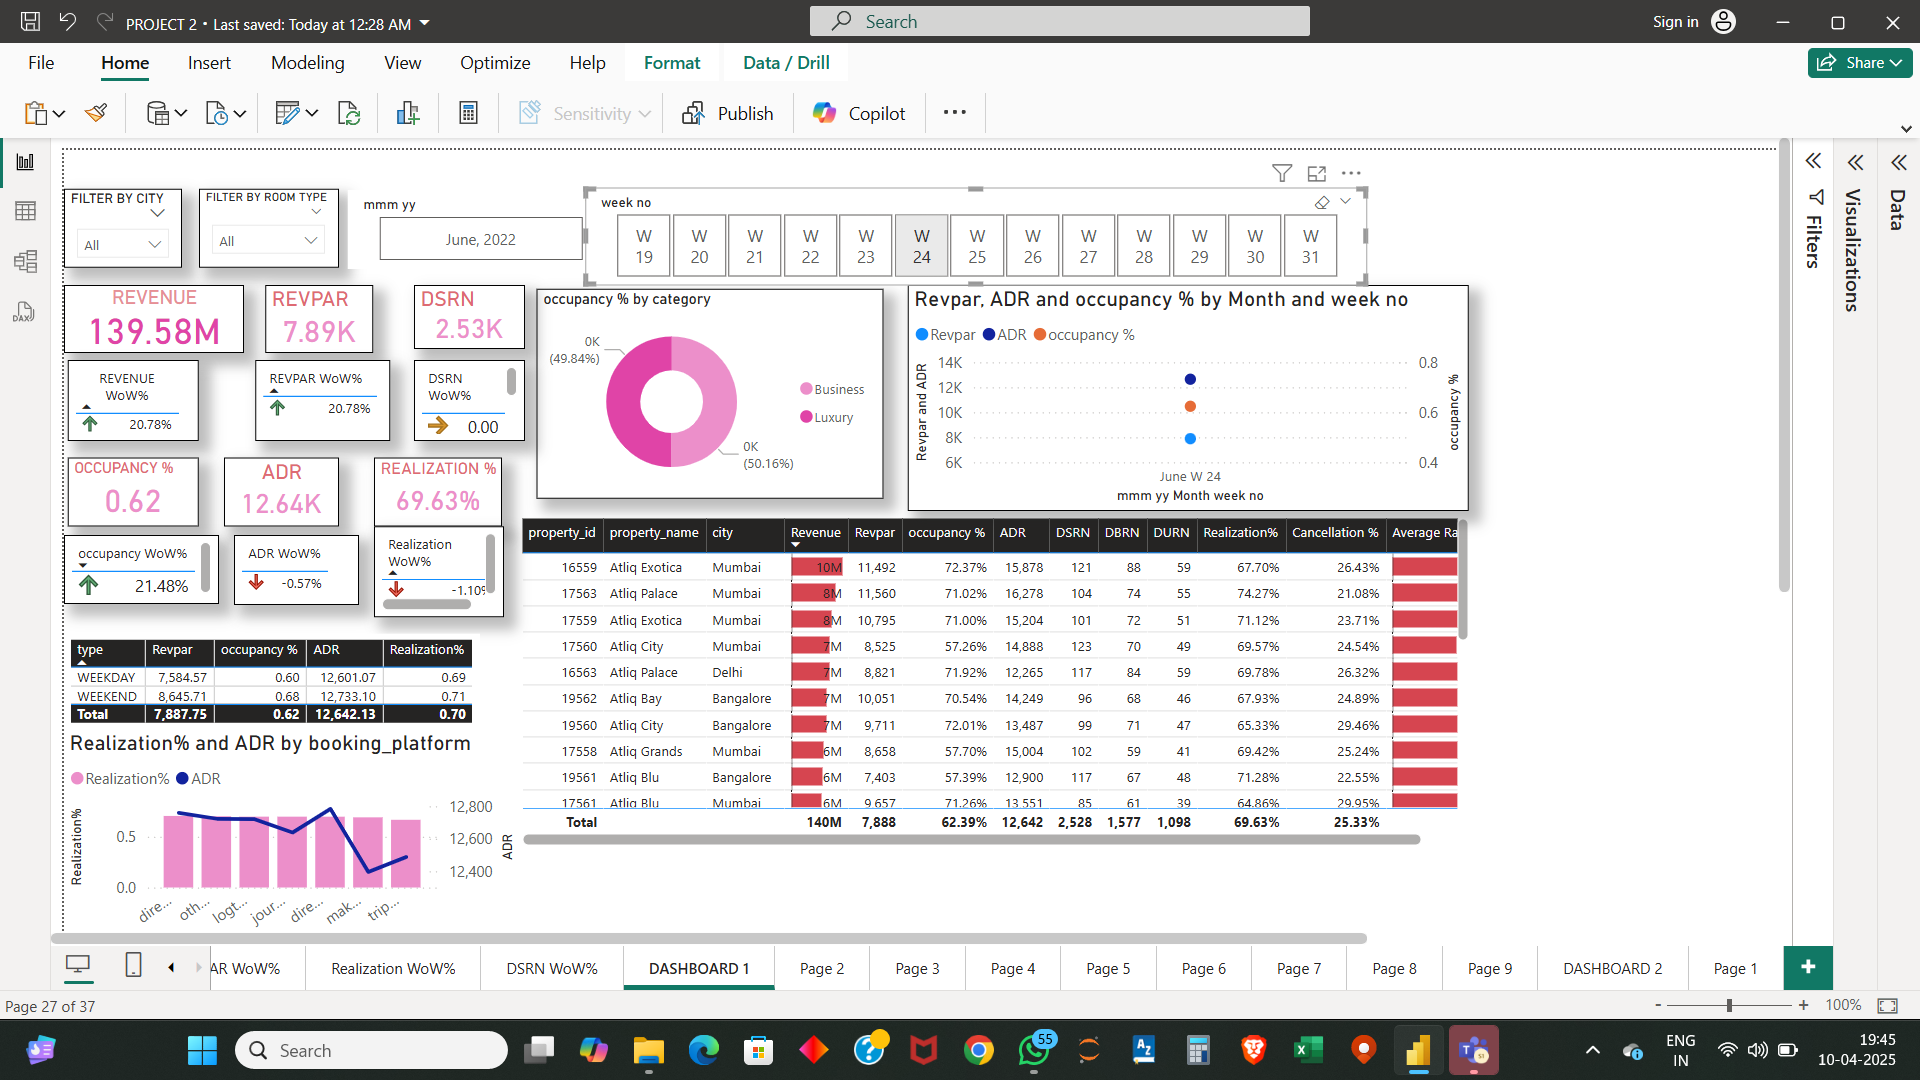 PROJECT 2 • Last saved: Today at 12:28 AM
Search
Sign in
File Home Insert Modeling View Optimize Help Format Data / Drill
Share
Sensitivity
Publish
Copilot
FILTER BY CITY
All
FILTER BY ROOM TYPE
All
mmm yy
June, 2022
week no
W 19 W 20 W 21 W 22 W 23 W 24 W 25 W 26 W 27 W 28 W 29 W 30 W 31
REVENUE
139.58M
REVPAR
7.89K
DSRN
2.53K
REVENUE WoW%
20.78%
REVPAR WoW%
20.78%
DSRN WoW%
0.00
OCCUPANCY %
0.62
ADR
12.64K
REALIZATION %
69.63%
occupancy WoW%
21.48%
ADR WoW%
-0.57%
Realization WoW%
-1.10%
occupancy % by category
0K
(49.84%)
0K
(50.16%)
Business
Luxury
Revpar, ADR and occupancy % by Month and week no
Revpar ADR occupancy %
Revpar and ADR
14K
12K
10K
8K
6K
0.8
0.6
0.4
occupancy %
June W 24
mmm yy Month week no
type Revpar occupancy % ADR Realization%
WEEKDAY 7,584.57 0.60 12,601.07 0.69
WEEKEND 8,645.71 0.68 12,733.10 0.71
Total 7,887.75 0.62 12,642.13 0.70
property_id property_name city Revenue Revpar occupancy % ADR DSRN DBRN DURN Realization% Cancellation % Average Ra
16559 Atliq Exotica Mumbai 10M 11,492 72.37% 15,878 121 88 59 67.70% 26.43%
17563 Atliq Palace Mumbai 8M 11,560 71.02% 16,278 104 74 55 74.27% 21.08%
17559 Atliq Exotica Mumbai 8M 10,795 71.00% 15,204 101 72 51 71.12% 23.71%
17560 Atliq City Mumbai 7M 8,525 57.26% 14,888 123 70 49 69.57% 24.54%
16563 Atliq Palace Delhi 7M 8,821 71.92% 12,265 117 84 59 69.78% 26.32%
19562 Atliq Bay Bangalore 7M 10,051 70.54% 14,249 96 68 46 67.93% 24.89%
19560 Atliq City Bangalore 7M 9,711 72.01% 13,487 99 71 47 65.33% 29.46%
17558 Atliq Grands Mumbai 6M 8,658 57.70% 15,004 102 59 41 69.42% 25.24%
19561 Atliq Blu Bangalore 6M 7,403 57.39% 12,900 117 67 48 71.28% 22.55%
17561 Atliq Blu Mumbai 6M 9,657 71.26% 13,551 85 61 39 64.86% 29.95%
Total 140M 7,888 62.39% 12,642 2,528 1,577 1,098 69.63% 25.33%
Realization% and ADR by booking_platform
Realization% ADR
Realization%
0.5
0.0
12,800
12,600
12,400
ADR
dire... oth... logt... jour... dire... mak... trip...
Filters
Visualizations
Data
AR WoW% Realization WoW% DSRN WoW% DASHBOARD 1 Page 2 Page 3 Page 4 Page 5 Page 6 Page 7 Page 8 Page 9 DASHBOARD 2 Page 1 +
Page 27 of 37
- + 100%
Search
55
ENG
IN
19:45
10-04-2025